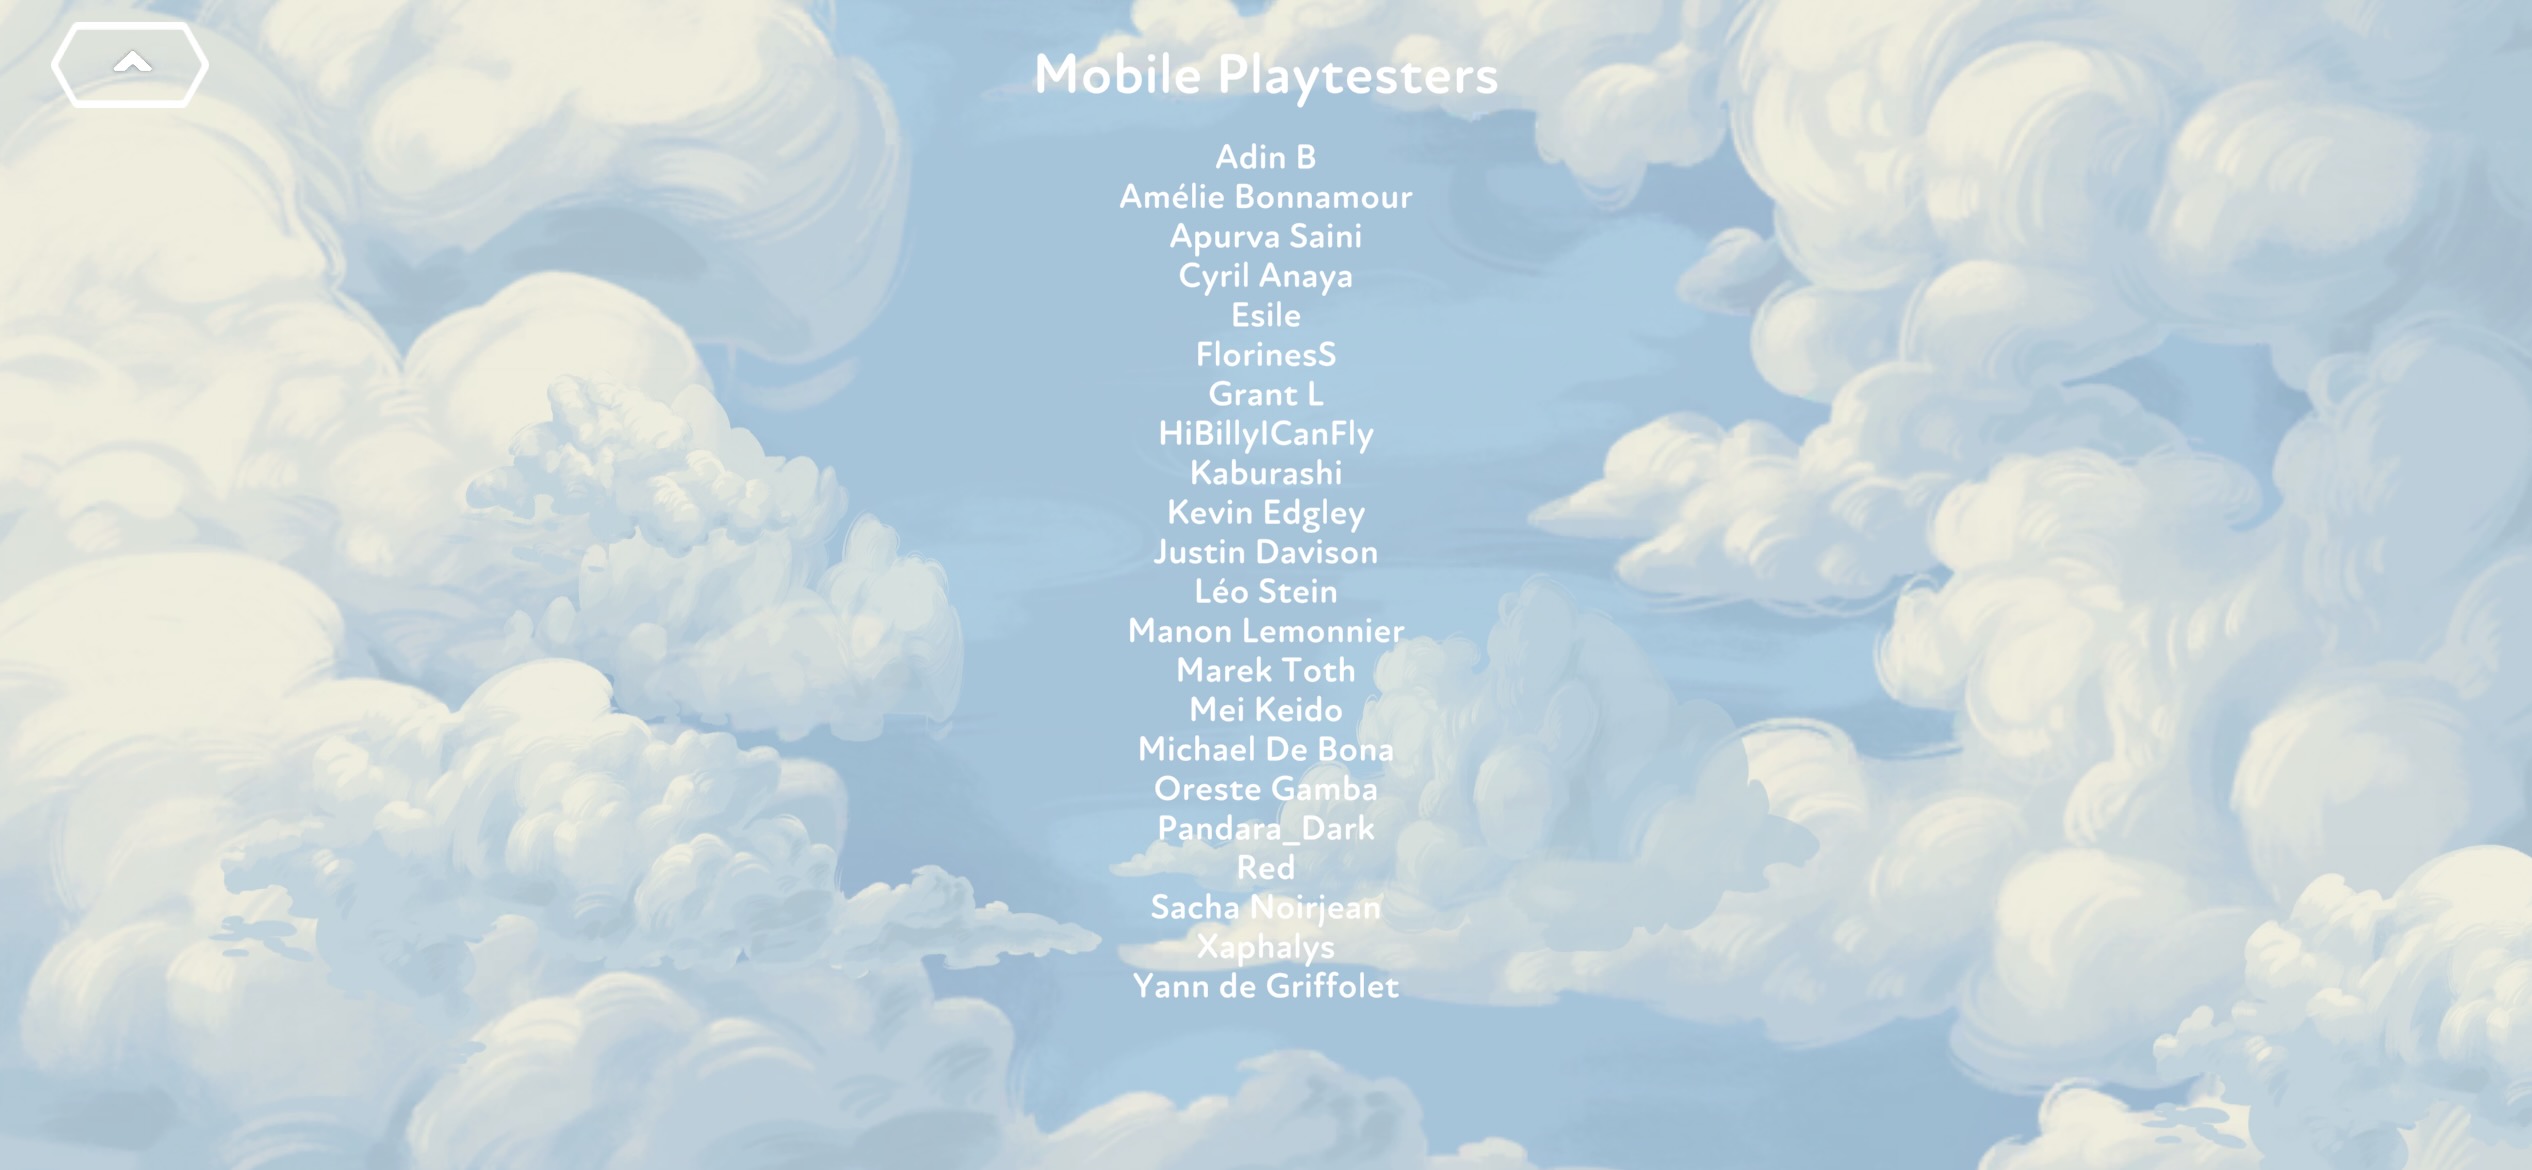 Mobile Playtesters
Adin B
Amélie Bonnamour
Apurva Saini
Cyril Anaya
Esile
FlorinesS
Grant L
HiBillyICanFly
Kaburashi
Kevin Edgley
Justin Davison
Léo Stein
Manon Lemonnier
Marek Toth
Mei Keido
Michael De Bona
Oreste Gamba
Pandara_Dark
Red
Sacha Noirjean
Xaphalys
Yann de Griffolet